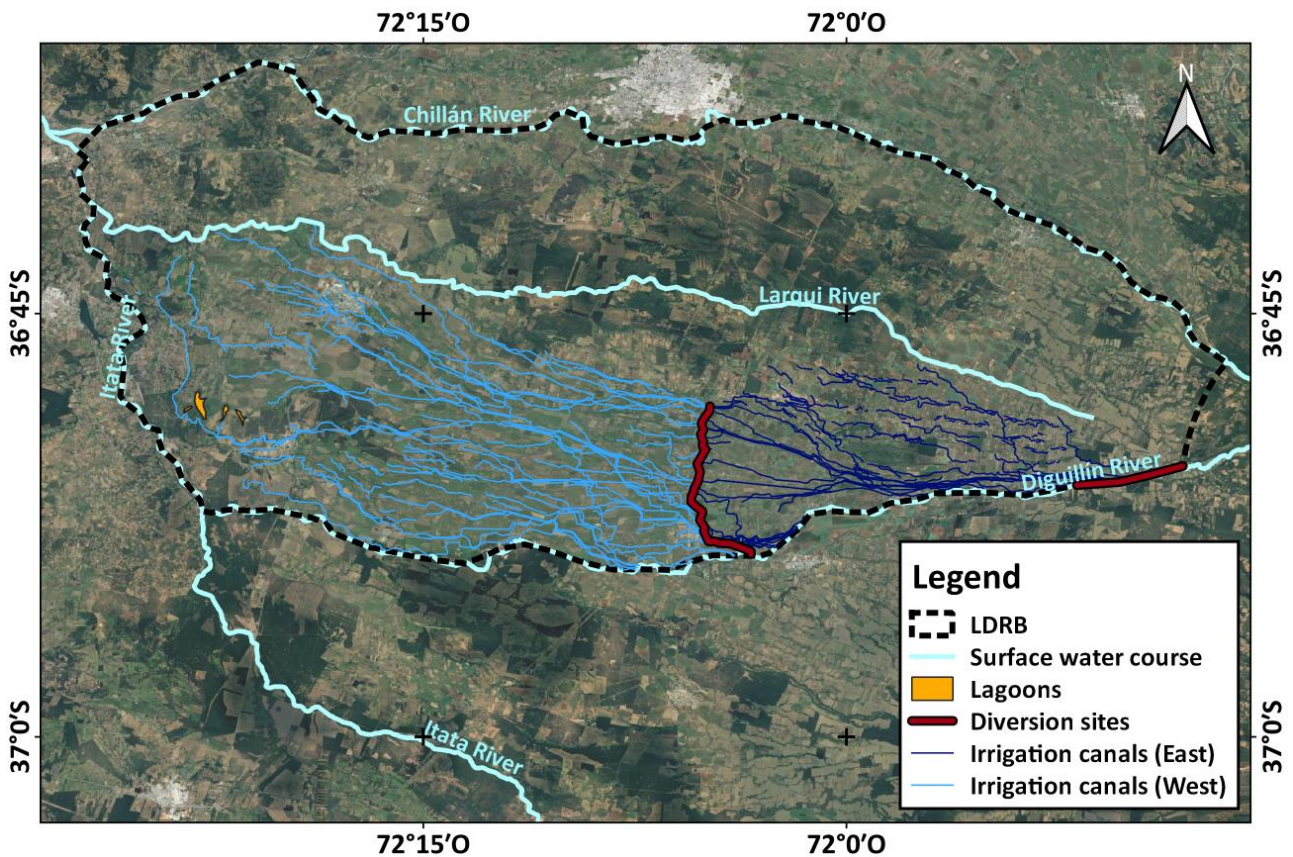 72°15′O
72°0′O
N
Chillán River
36°45′S
36°45′S
Larqui River
Itata River
Diguillín River
Legend
LDRB
Surface water course
Lagoons
Diversion sites
Irrigation canals (East)
Irrigation canals (West)
37°0′S
37°0′S
Itata River
72°15′O
72°0′O